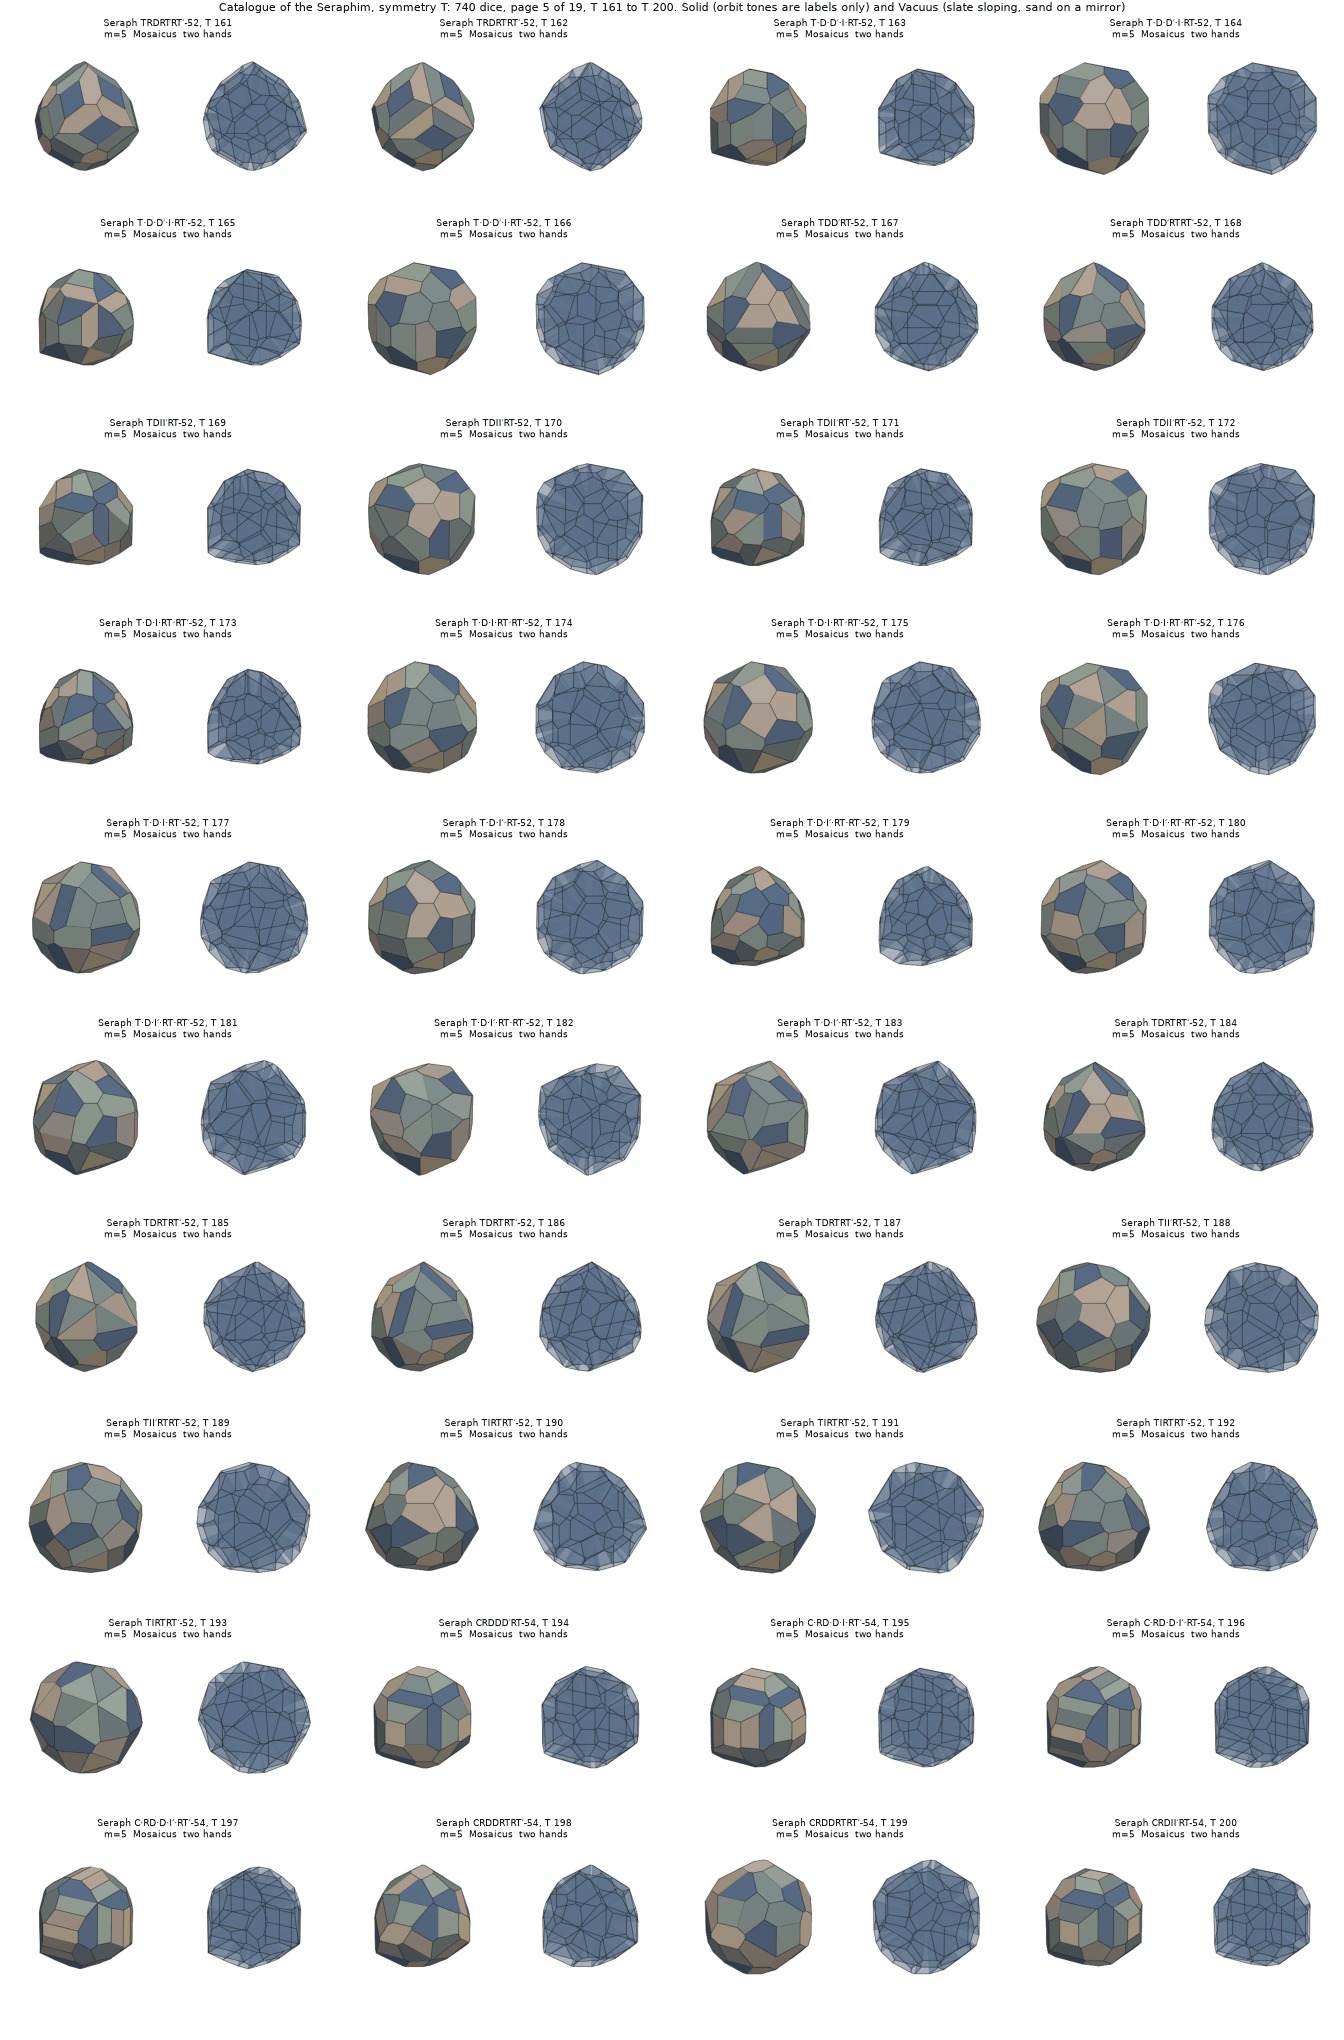 Catalogue of the Seraphim, symmetry T: 740 dice, page 5 of 19, T 161 to T 200. Solid (orbit tones are labels only) and Vacuus (slate sloping, sand on a mirror)
Seraph TRDRTRT′-52, T 161
m=5 Mosaicus two hands
Seraph TRDRTRT′-52, T 162
m=5 Mosaicus two hands
Seraph T·D·D′·I·RT-52, T 163
m=5 Mosaicus two hands
Seraph T·D·D′·I·RT-52, T 164
m=5 Mosaicus two hands
Seraph T·D·D′·I·RT′-52, T 165
m=5 Mosaicus two hands
Seraph T·D·D′·I·RT′-52, T 166
m=5 Mosaicus two hands
Seraph TDD′RT-52, T 167
m=5 Mosaicus two hands
Seraph TDD′RTRT′-52, T 168
m=5 Mosaicus two hands
Seraph TDII′RT-52, T 169
m=5 Mosaicus two hands
Seraph TDII′RT-52, T 170
m=5 Mosaicus two hands
Seraph TDII′RT′-52, T 171
m=5 Mosaicus two hands
Seraph TDII′RT′-52, T 172
m=5 Mosaicus two hands
Seraph T·D·I·RT·RT′-52, T 173
m=5 Mosaicus two hands
Seraph T·D·I·RT·RT′-52, T 174
m=5 Mosaicus two hands
Seraph T·D·I·RT·RT′-52, T 175
m=5 Mosaicus two hands
Seraph T·D·I·RT·RT′-52, T 176
m=5 Mosaicus two hands
Seraph T·D·I·RT′-52, T 177
m=5 Mosaicus two hands
Seraph T·D·I′·RT-52, T 178
m=5 Mosaicus two hands
Seraph T·D·I′·RT·RT′-52, T 179
m=5 Mosaicus two hands
Seraph T·D·I′·RT·RT′-52, T 180
m=5 Mosaicus two hands
Seraph T·D·I′·RT·RT′-52, T 181
m=5 Mosaicus two hands
Seraph T·D·I′·RT·RT′-52, T 182
m=5 Mosaicus two hands
Seraph T·D·I′·RT′-52, T 183
m=5 Mosaicus two hands
Seraph TDRTRT′-52, T 184
m=5 Mosaicus two hands
Seraph TDRTRT′-52, T 185
m=5 Mosaicus two hands
Seraph TDRTRT′-52, T 186
m=5 Mosaicus two hands
Seraph TDRTRT′-52, T 187
m=5 Mosaicus two hands
Seraph TII′RT-52, T 188
m=5 Mosaicus two hands
Seraph TII′RTRT′-52, T 189
m=5 Mosaicus two hands
Seraph TIRTRT′-52, T 190
m=5 Mosaicus two hands
Seraph TIRTRT′-52, T 191
m=5 Mosaicus two hands
Seraph TIRTRT′-52, T 192
m=5 Mosaicus two hands
Seraph TIRTRT′-52, T 193
m=5 Mosaicus two hands
Seraph CRDDD′RT-54, T 194
m=5 Mosaicus two hands
Seraph C·RD·D·I·RT′-54, T 195
m=5 Mosaicus two hands
Seraph C·RD·D·I′·RT-54, T 196
m=5 Mosaicus two hands
Seraph C·RD·D·I′·RT′-54, T 197
m=5 Mosaicus two hands
Seraph CRDDRTRT′-54, T 198
m=5 Mosaicus two hands
Seraph CRDDRTRT′-54, T 199
m=5 Mosaicus two hands
Seraph CRDII′RT-54, T 200
m=5 Mosaicus two hands